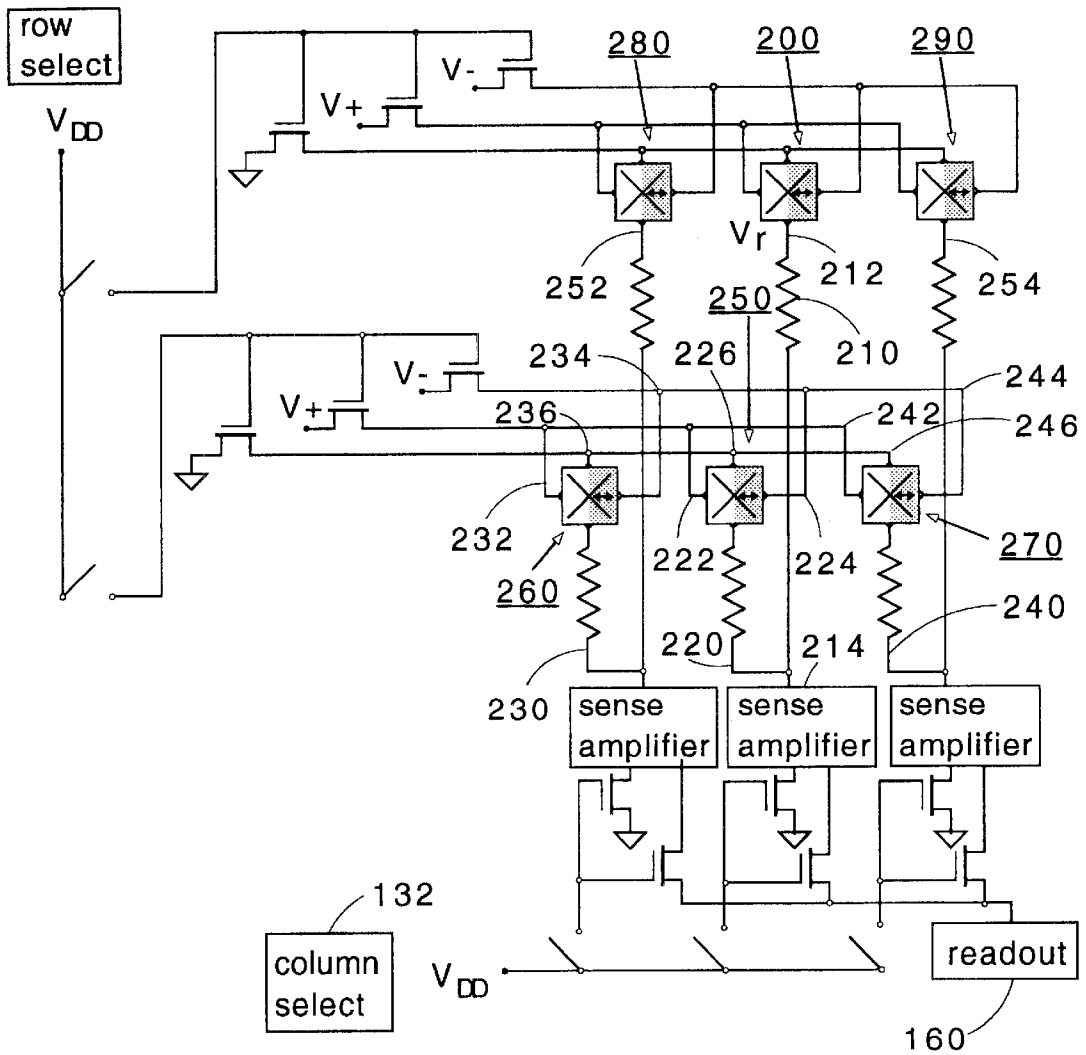 row
select
VDD
V-
V+
280
200
290
Vr
252
212
254
250
210
234
226
V-
V+
236
242
244
246
232
222
224
260
270
240
220
214
230
sense
amplifier
sense
amplifier
sense
amplifier
132
column
select
VDD
readout
160